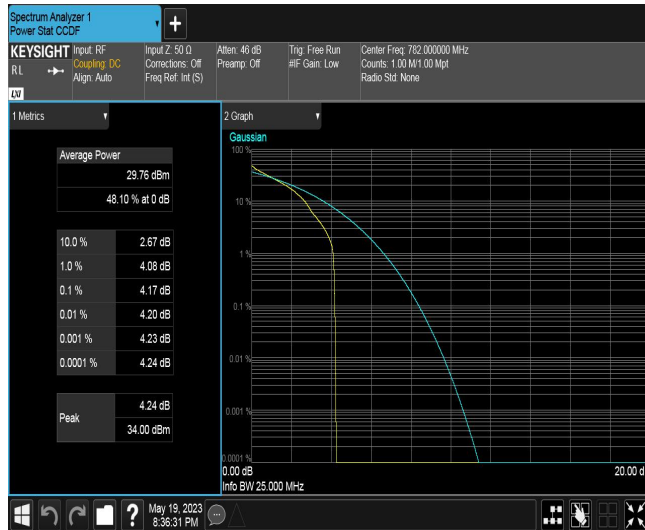 Spectrum Analyzer 1
Power Stat CCDF
+
KEYSIGHT Input: RF Input Z: 50 Ω Atten: 46 dB Trig: Free Run Center Freq: 782.000000 MHz
RL Coupling: DC Corrections: Off Preamp: Off #IF Gain: Low Counts: 1.00 M/1.00 Mpt
Align: Auto Freq Ref: Int (S) Radio Std: None
LXI
1 Metrics
Average Power
29.76 dBm
48.10 % at 0 dB
10.0 % 2.67 dB
1.0 % 4.08 dB
0.1 % 4.17 dB
0.01 % 4.20 dB
0.001 % 4.23 dB
0.0001 % 4.24 dB
Peak
4.24 dB
34.00 dBm
2 Graph
Gaussian
100 %
10 %
1 %
0.1 %
0.01 %
0.001 %
0.0001 %
0.00 dB 20.00 d
Info BW 25.000 MHz
? May 19, 2023
8:36:31 PM